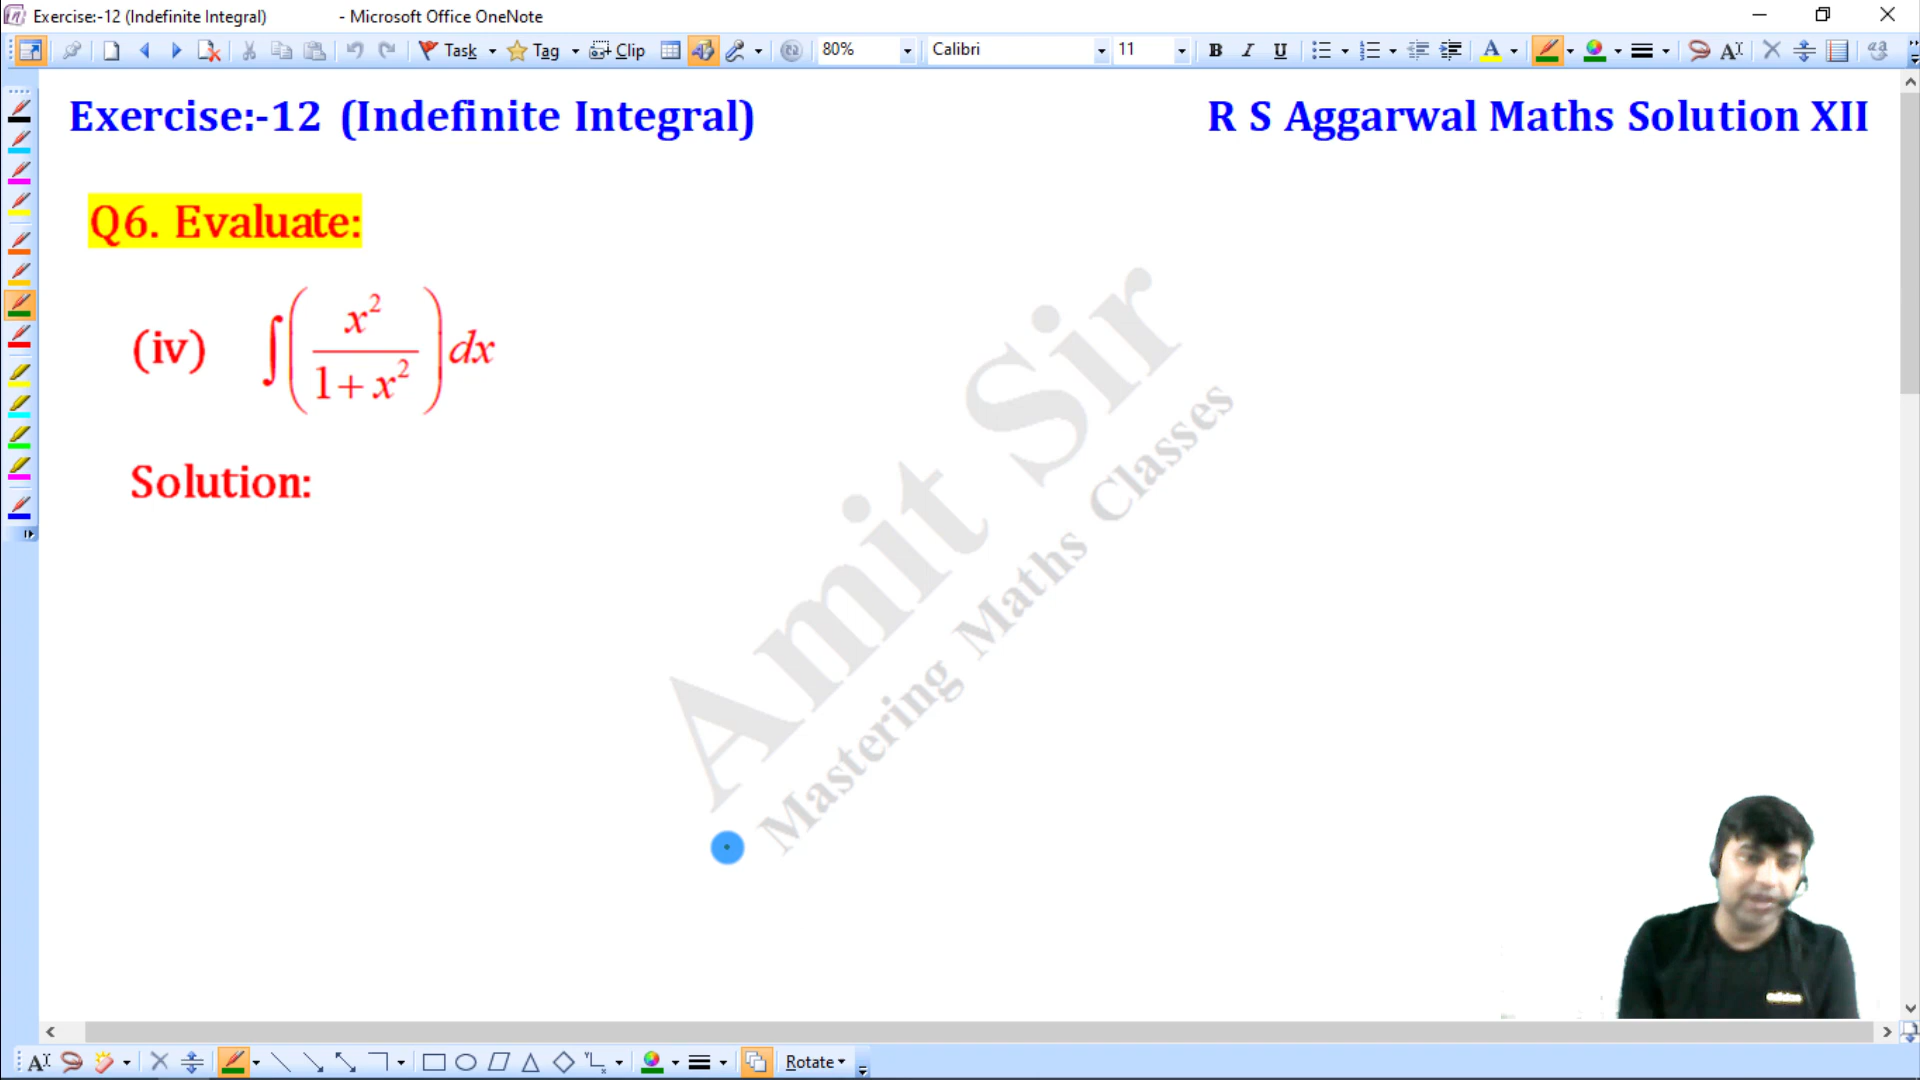 Exercise:-12 (Indefinite Integral) - Microsoft Office OneNote
Task Tag Clip 80% Calibri 11 B I U A
Exercise:-12 (Indefinite Integral) R S Aggarwal Maths Solution XII
Q6. Evaluate:
(iv) ∫(x²/(1+x²))dx
Solution:
Amit Sir
Mastering Maths Classes
Rotate